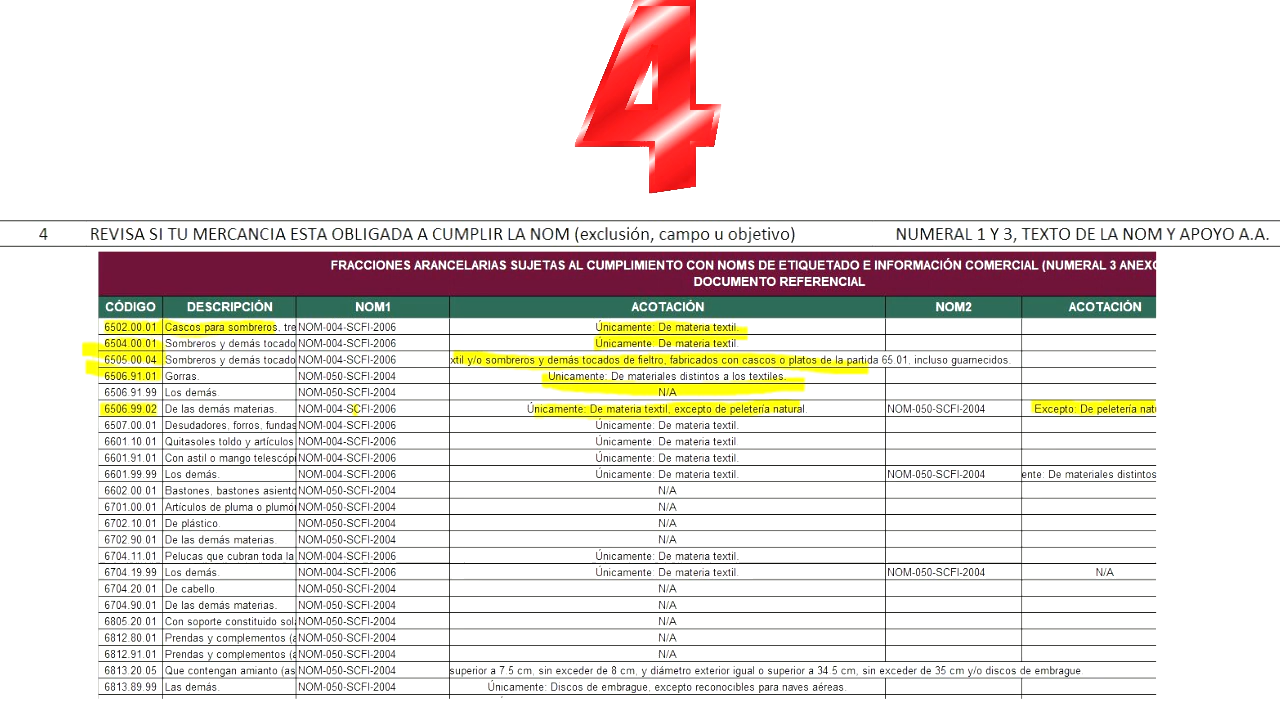 4
4 REVISA SI TU MERCANCIA ESTA OBLIGADA A CUMPLIR LA NOM (exclusión, campo u objetivo) NUMERAL 1 Y 3, TEXTO DE LA NOM Y APOYO A.A.
FRACCIONES ARANCELARIAS SUJETAS AL CUMPLIMIENTO CON NOMS DE ETIQUETADO E INFORMACIÓN COMERCIAL (NUMERAL 3 ANEXO
DOCUMENTO REFERENCIAL
CÓDIGO DESCRIPCIÓN NOM1 ACOTACIÓN NOM2 ACOTACIÓN
6502.00.01 Cascos para sombreros, tre NOM-004-SCFI-2006 Únicamente: De materia textil.
6504.00.01 Sombreros y demás tocado NOM-004-SCFI-2006 Únicamente: De materia textil.
6505.00.04 Sombreros y demás tocado NOM-004-SCFI-2006 xtil y/o sombreros y demás tocados de fieltro, fabricados con cascos o platos de la partida 65.01, incluso guarnecidos.
6506.91.01 Gorras. NOM-050-SCFI-2004 Únicamente: De materiales distintos a los textiles.
6506.91.99 Los demás. NOM-050-SCFI-2004 N/A
6506.99.02 De las demás materias. NOM-004-SCFI-2006 Únicamente: De materia textil, excepto de peletería natural. NOM-050-SCFI-2004 Excepto: De peletería natu
6507.00.01 Desudadores, forros, fundas NOM-004-SCFI-2006 Únicamente: De materia textil.
6601.10.01 Quitasoles toldo y artículos NOM-004-SCFI-2006 Únicamente: De materia textil
6601.91.01 Con astil o mango telescópi NOM-004-SCFI-2006 Únicamente: De materia textil.
6601.99.99 Los demás. NOM-004-SCFI-2006 Únicamente: De materia textil. NOM-050-SCFI-2004 ente: De materiales distintos
6602.00.01 Bastones, bastones asiento NOM-050-SCFI-2004 N/A
6701.00.01 Artículos de pluma o plumón NOM-050-SCFI-2004 N/A
6702.10.01 De plástico. NOM-050-SCFI-2004 N/A
6702.90.01 De las demás materias. NOM-050-SCFI-2004 N/A
6704.11.01 Pelucas que cubran toda la NOM-004-SCFI-2006 Únicamente: De materia textil.
6704.19.99 Los demás. NOM-004-SCFI-2006 Únicamente: De materia textil. NOM-050-SCFI-2004 N/A
6704.20.01 De cabello. NOM-050-SCFI-2004 N/A
6704.90.01 De las demás materias. NOM-050-SCFI-2004 N/A
6805.20.01 Con soporte constituido sol NOM-050-SCFI-2004 N/A
6812.80.01 Prendas y complementos (a NOM-050-SCFI-2004 N/A
6812.91.01 Prendas y complementos (a NOM-050-SCFI-2004 N/A
6813.20.05 Que contengan amianto (as NOM-050-SCFI-2004 superior a 7.5 cm, sin exceder de 8 cm, y diámetro exterior igual o superior a 34.5 cm, sin exceder de 35 cm y/o discos de embrague
6813.89.99 Las demás. NOM-050-SCFI-2004 Únicamente: Discos de embrague, excepto reconocibles para naves aéreas.